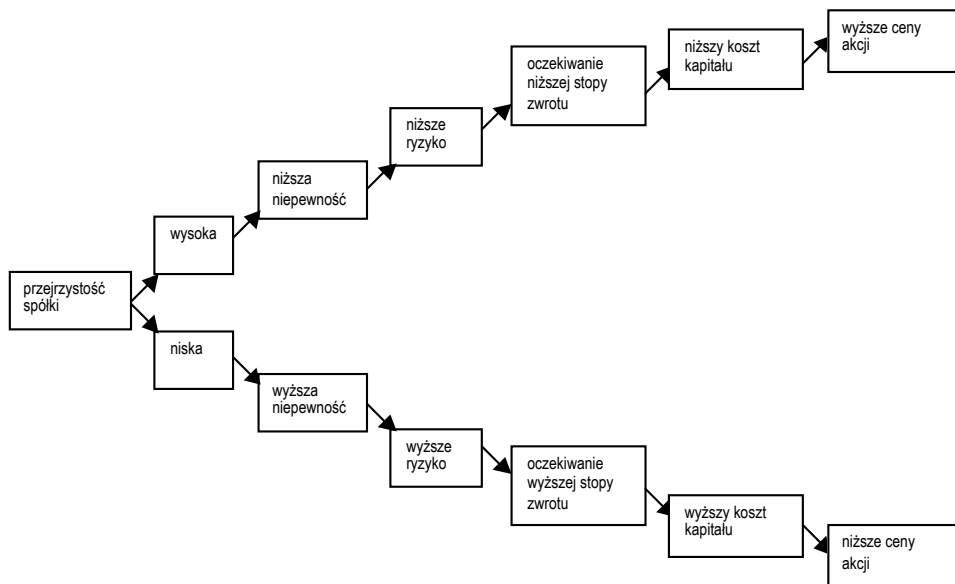 wyższe ceny
akcji
niższy koszt
kapitału
oczekiwanie
niższej stopy
zwrotu
niższe
ryzyko
niższa
niepewność
wysoka
przejrzystość
spółki
niska
wyższa
niepewność
wyższe
ryzyko
oczekiwanie
wyższej stopy
zwrotu
wyższy koszt
kapitału
niższe ceny
akcji